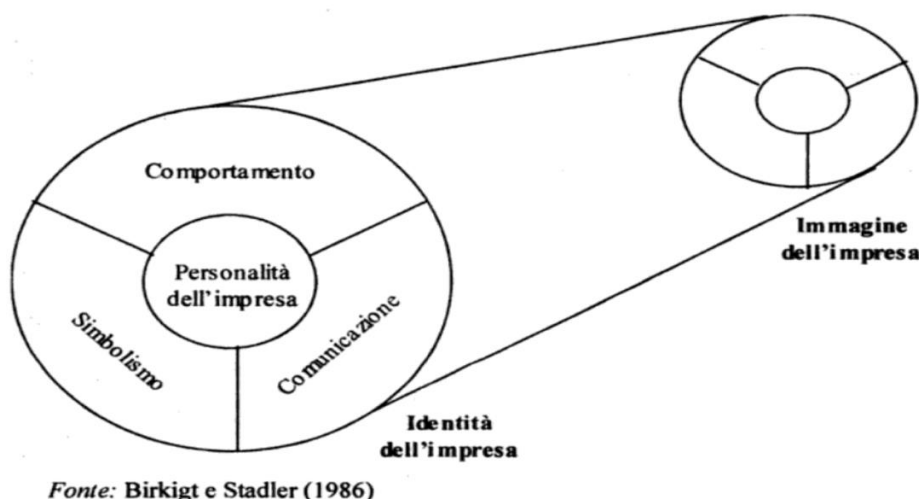 Comportamento
Personalità
dell'impresa
Simbolismo
Comunicazione
Immagine
dell'impresa
Identità
dell'impresa
Fonte: Birkigt e Stadler (1986)